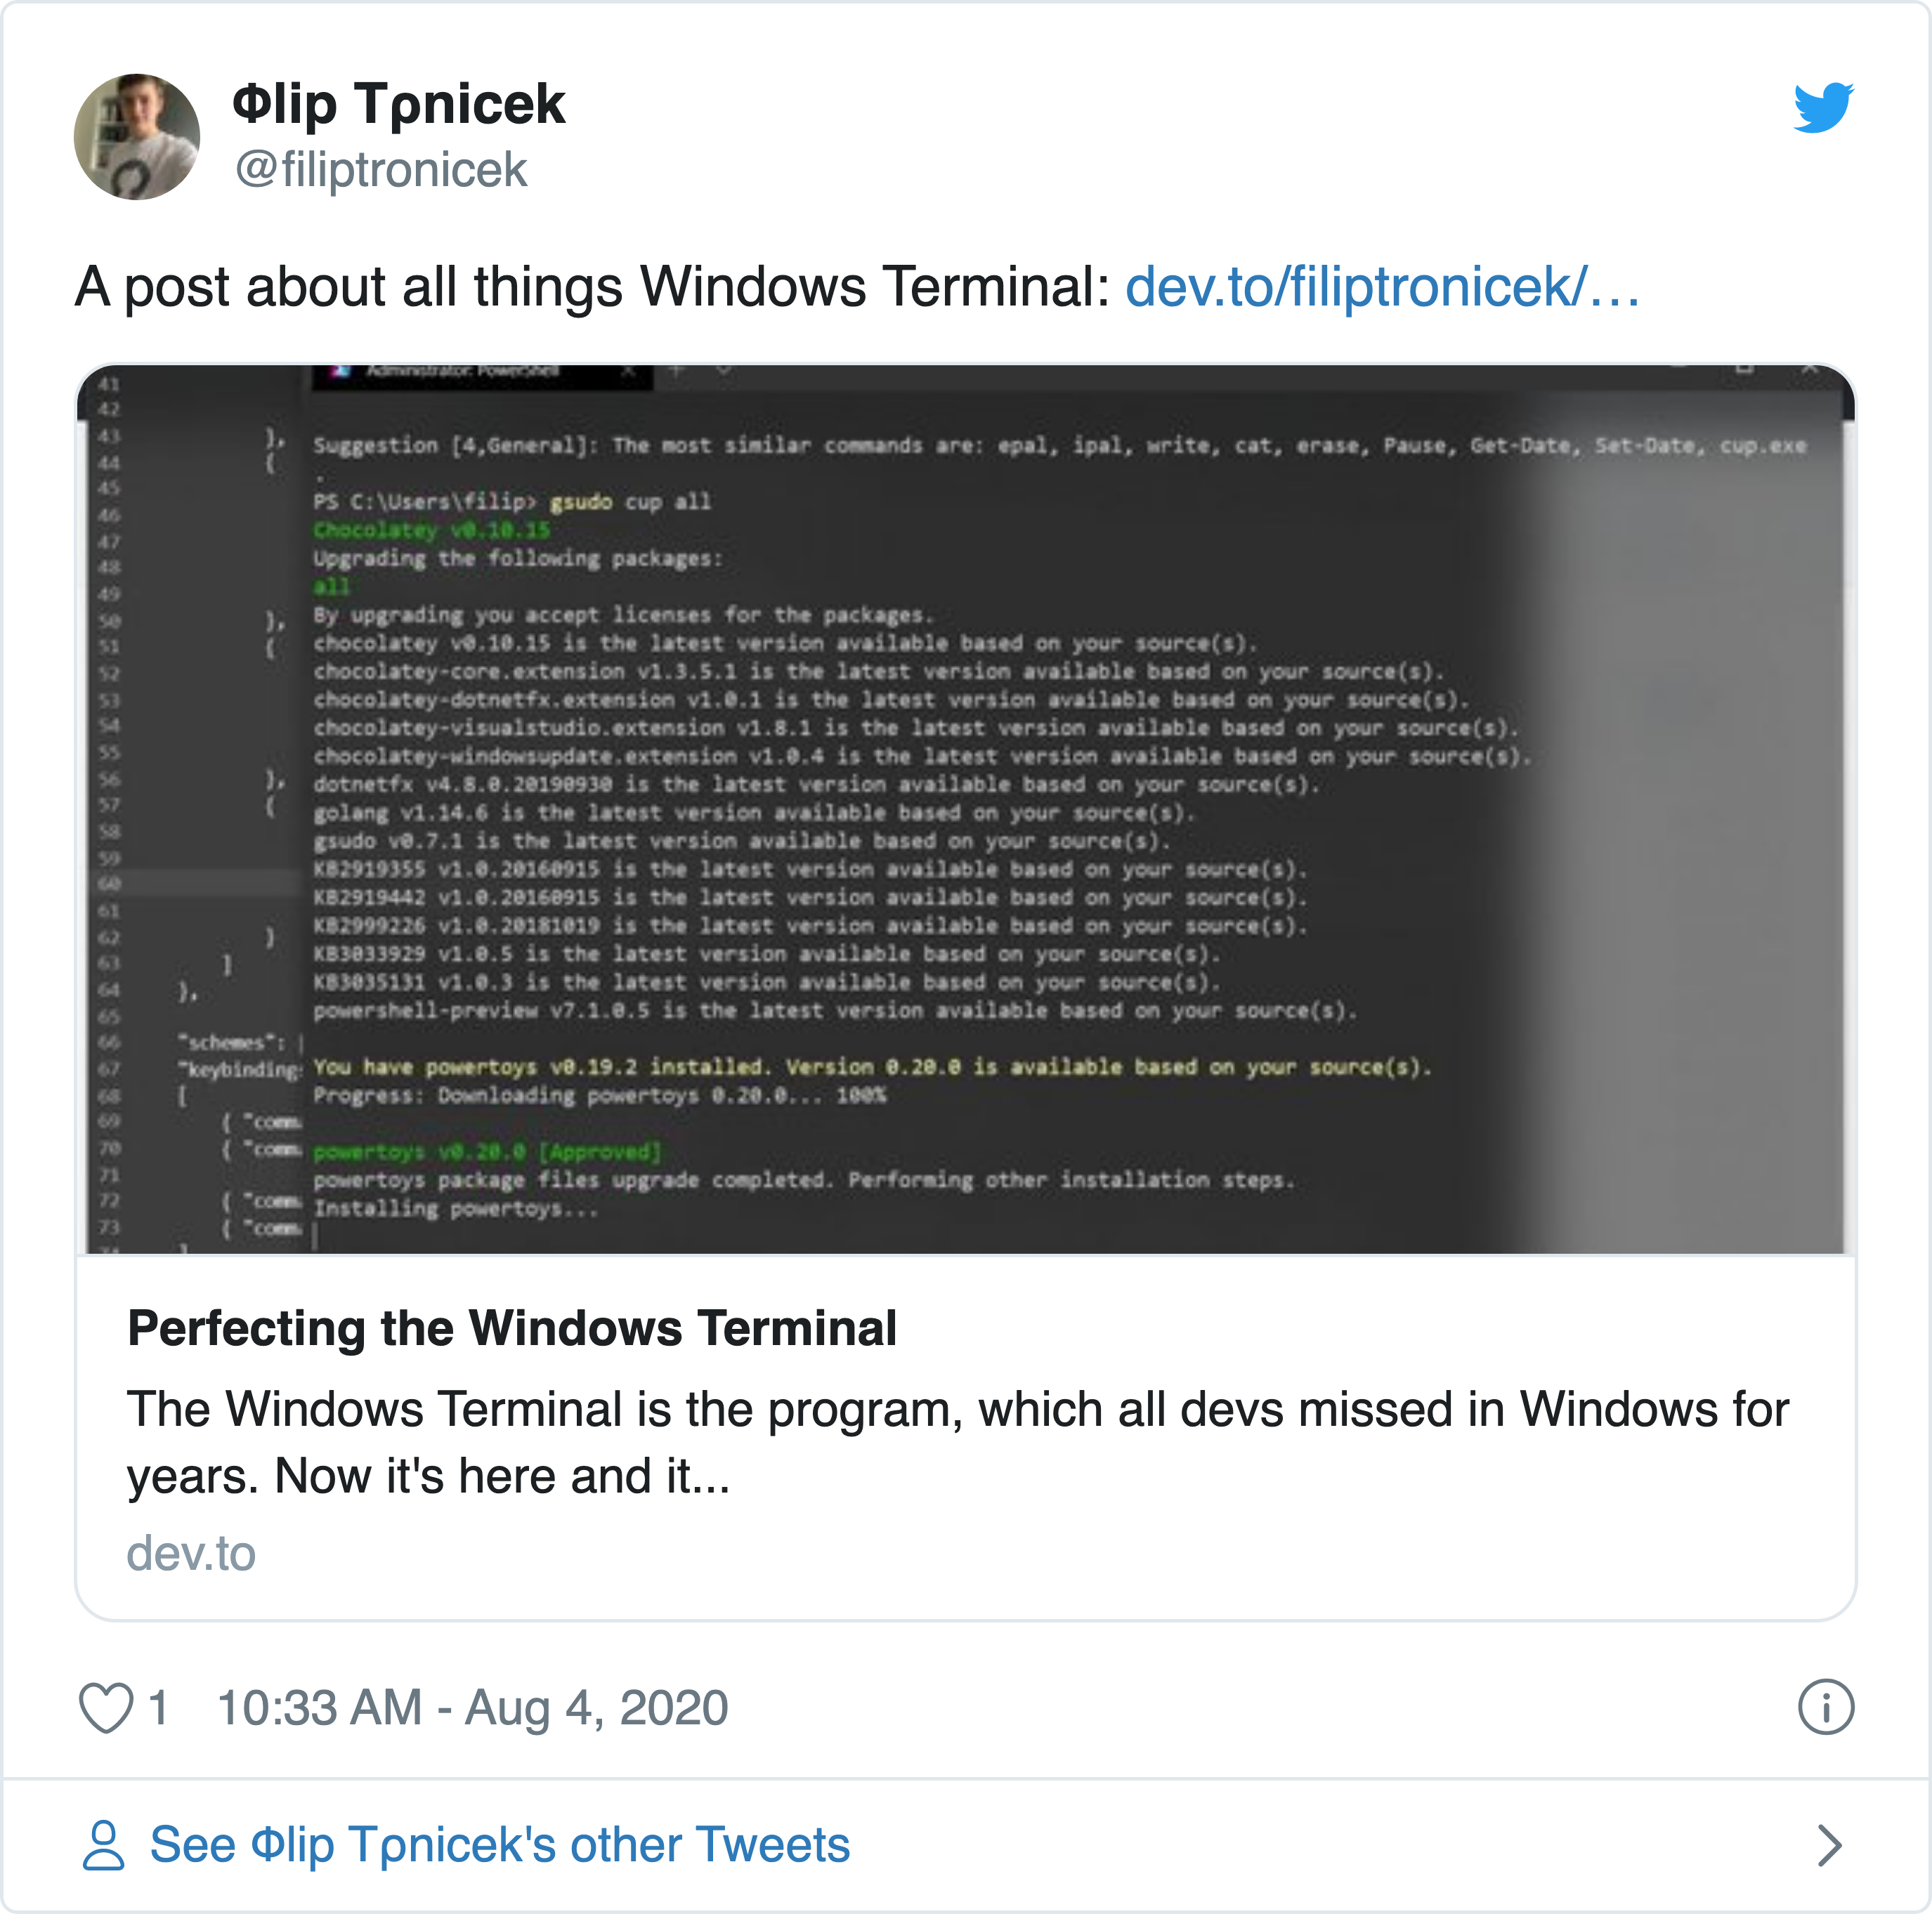 Φlip Tρnicek
@filiptronicek
A post about all things Windows Terminal: dev.to/filiptronicek/…
Administrator: PowerShell
41
42
43 },
44 {
45
46
47
48
49
50 },
51 {
52
53
54
55
56 },
57 {
58
59
60
61
62 }
63 ]
64 },
65
66 "schemes": [
67 "keybindings
68 [
69 { "comm
70 { "comm
71
72 { "comm
73 { "comm
74 ]
Suggestion [4,General]: The most similar commands are: epal, ipal, write, cat, erase, Pause, Get-Date, Set-Date, cup.exe
.
PS C:\Users\filip> gsudo cup all
Chocolatey v0.10.15
Upgrading the following packages:
all
By upgrading you accept licenses for the packages.
chocolatey v0.10.15 is the latest version available based on your source(s).
chocolatey-core.extension v1.3.5.1 is the latest version available based on your source(s).
chocolatey-dotnetfx.extension v1.0.1 is the latest version available based on your source(s).
chocolatey-visualstudio.extension v1.8.1 is the latest version available based on your source(s).
chocolatey-windowsupdate.extension v1.0.4 is the latest version available based on your source(s).
dotnetfx v4.8.0.20190930 is the latest version available based on your source(s).
golang v1.14.6 is the latest version available based on your source(s).
gsudo v0.7.1 is the latest version available based on your source(s).
KB2919355 v1.0.20160915 is the latest version available based on your source(s).
KB2919442 v1.0.20160915 is the latest version available based on your source(s).
KB2999226 v1.0.20181019 is the latest version available based on your source(s).
KB3033929 v1.0.5 is the latest version available based on your source(s).
KB3035131 v1.0.3 is the latest version available based on your source(s).
powershell-preview v7.1.0.5 is the latest version available based on your source(s).
You have powertoys v0.19.2 installed. Version 0.20.0 is available based on your source(s).
Progress: Downloading powertoys 0.20.0... 100%
powertoys v0.20.0 [Approved]
powertoys package files upgrade completed. Performing other installation steps.
Installing powertoys...
Perfecting the Windows Terminal
The Windows Terminal is the program, which all devs missed in Windows for
years. Now it's here and it...
dev.to
1 10:33 AM - Aug 4, 2020
See Φlip Tρnicek's other Tweets